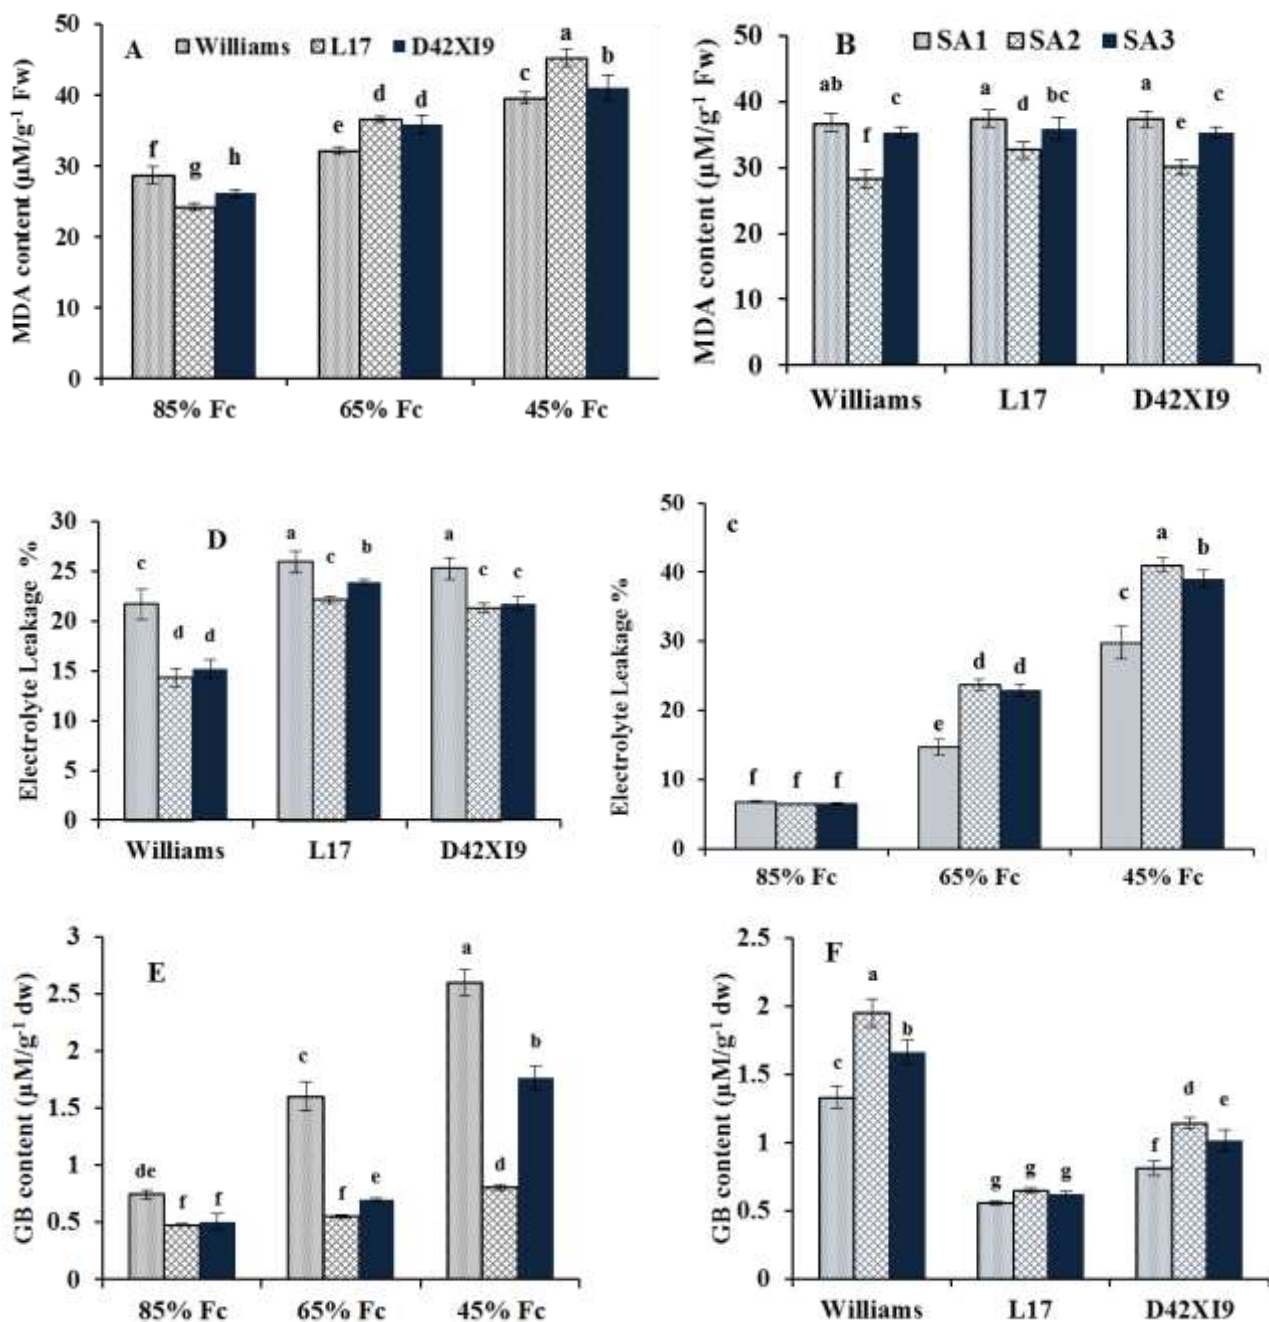 MDA content (µM/g⁻¹ Fw)
50
40
30
20
10
0
A
Williams L17 D42XI9
f g h
e d d
c a b
85% Fc 65% Fc 45% Fc
MDA content (µM/g⁻¹ Fw)
50
40
30
20
10
0
B
SA1 SA2 SA3
ab f c
a d bc
a e c
Williams L17 D42XI9
Electrolyte Leakage %
30
25
20
15
10
5
0
D
c d d
a c b
a c c
Williams L17 D42XI9
Electrolyte Leakage %
50
40
30
20
10
0
c
f f f
e d d
c a b
85% Fc 65% Fc 45% Fc
GB content (µM/g⁻¹ dw)
3
2.5
2
1.5
1
0.5
0
E
de f f
c f e
a d b
85% Fc 65% Fc 45% Fc
GB content (µM/g⁻¹ dw)
2.5
2
1.5
1
0.5
0
F
c a b
g g g
f d e
Williams L17 D42XI9